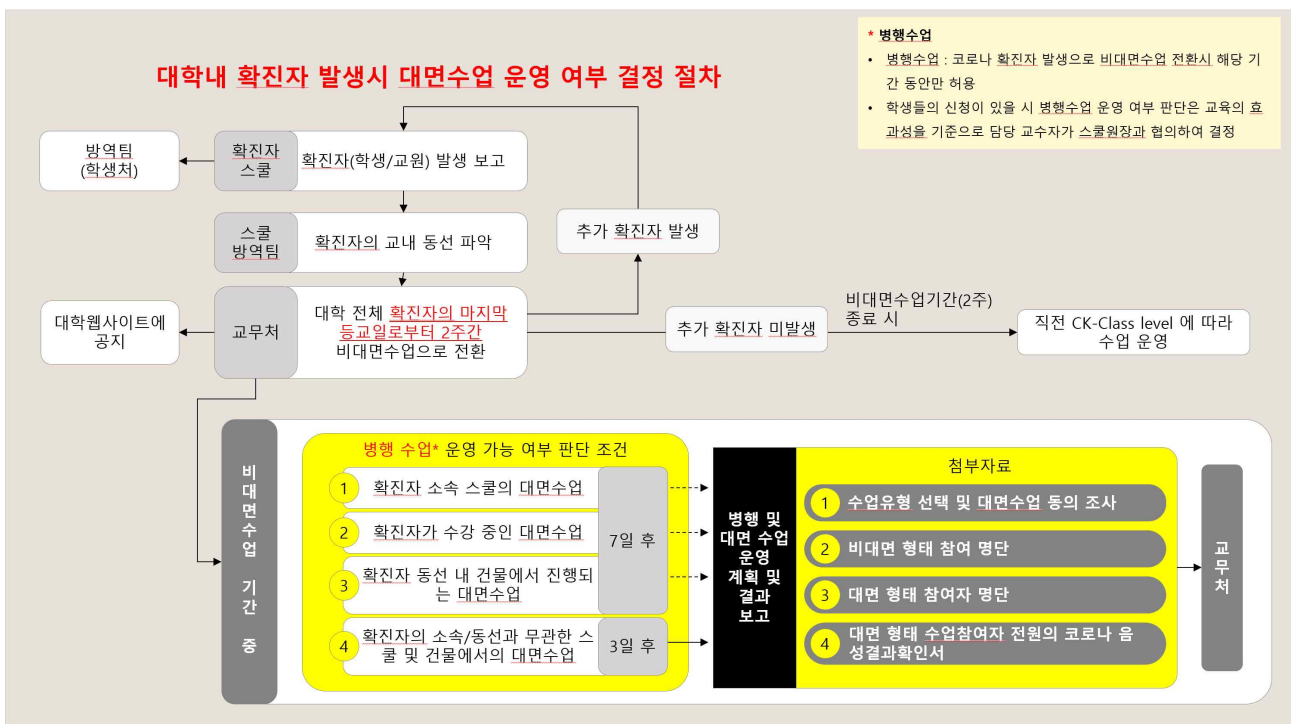 대학내 확진자 발생시 대면수업 운영 여부 결정 절차
* 병행수업
• 병행수업 : 코로나 확진자 발생으로 비대면수업 전환시 해당 기
간 동안만 허용
• 학생들의 신청이 있을 시 병행수업 운영 여부 판단은 교육의 효
과성을 기준으로 담당 교수자가 스쿨원장과 협의하여 결정
방역팀
(학생처)
확진자
스쿨
확진자(학생/교원) 발생 보고
스쿨
방역팀
확진자의 교내 동선 파악
추가 확진자 발생
대학웹사이트에
공지
교무처
대학 전체 확진자의 마지막
등교일로부터 2주간
비대면수업으로 전환
추가 확진자 미발생
비대면수업기간(2주)
종료 시
직전 CK-Class level 에 따라
수업 운영
비
대
면
수
업
기
간
중
병행 수업* 운영 가능 여부 판단 조건
1 확진자 소속 스쿨의 대면수업
2 확진자가 수강 중인 대면수업
3 확진자 동선 내 건물에서 진행되
는 대면수업
7일 후
4 확진자의 소속/동선과 무관한 스
쿨 및 건물에서의 대면수업
3일 후
병행 및
대면 수업
운영
계획 및
결과
보고
첨부자료
1 수업유형 선택 및 대면수업 동의 조사
2 비대면 형태 참여 명단
3 대면 형태 참여자 명단
4 대면 형태 수업참여자 전원의 코로나 음
성결과확인서
교
무
처